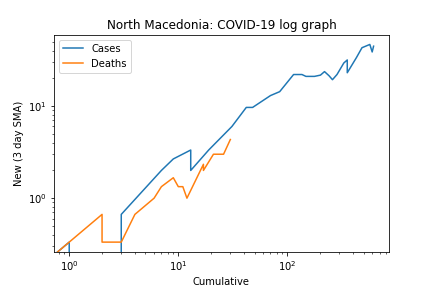 North Macedonia: COVID-19 log graph
Cases
Deaths
New (3 day SMA)
10¹
10⁰
10⁰ 10¹ 10²
Cumulative